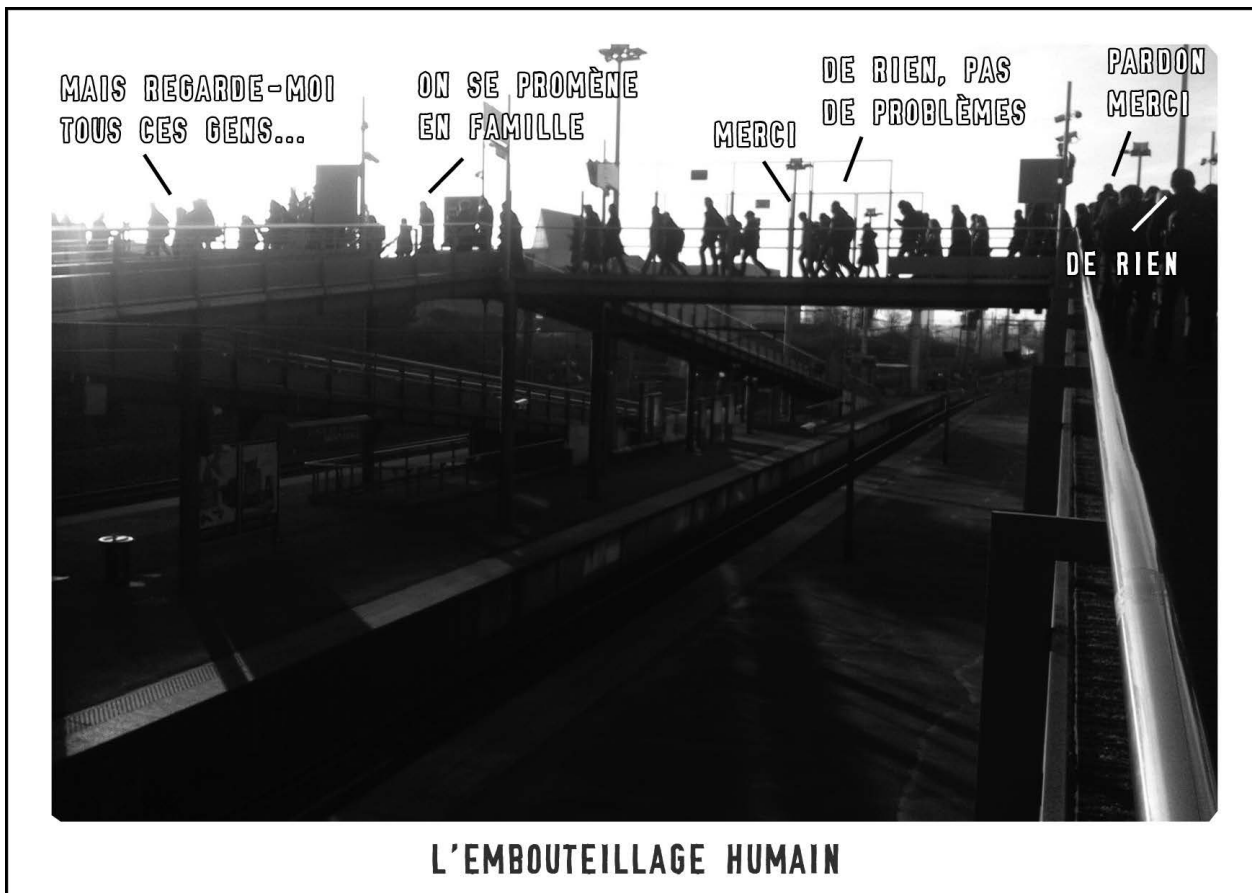 MAIS REGARDE-MOI
TOUS CES GENS...
ON SE PROMÈNE
EN FAMILLE
MERCI
DE RIEN, PAS
DE PROBLÈMES
PARDON
MERCI
DE RIEN
L'EMBOUTEILLAGE HUMAIN